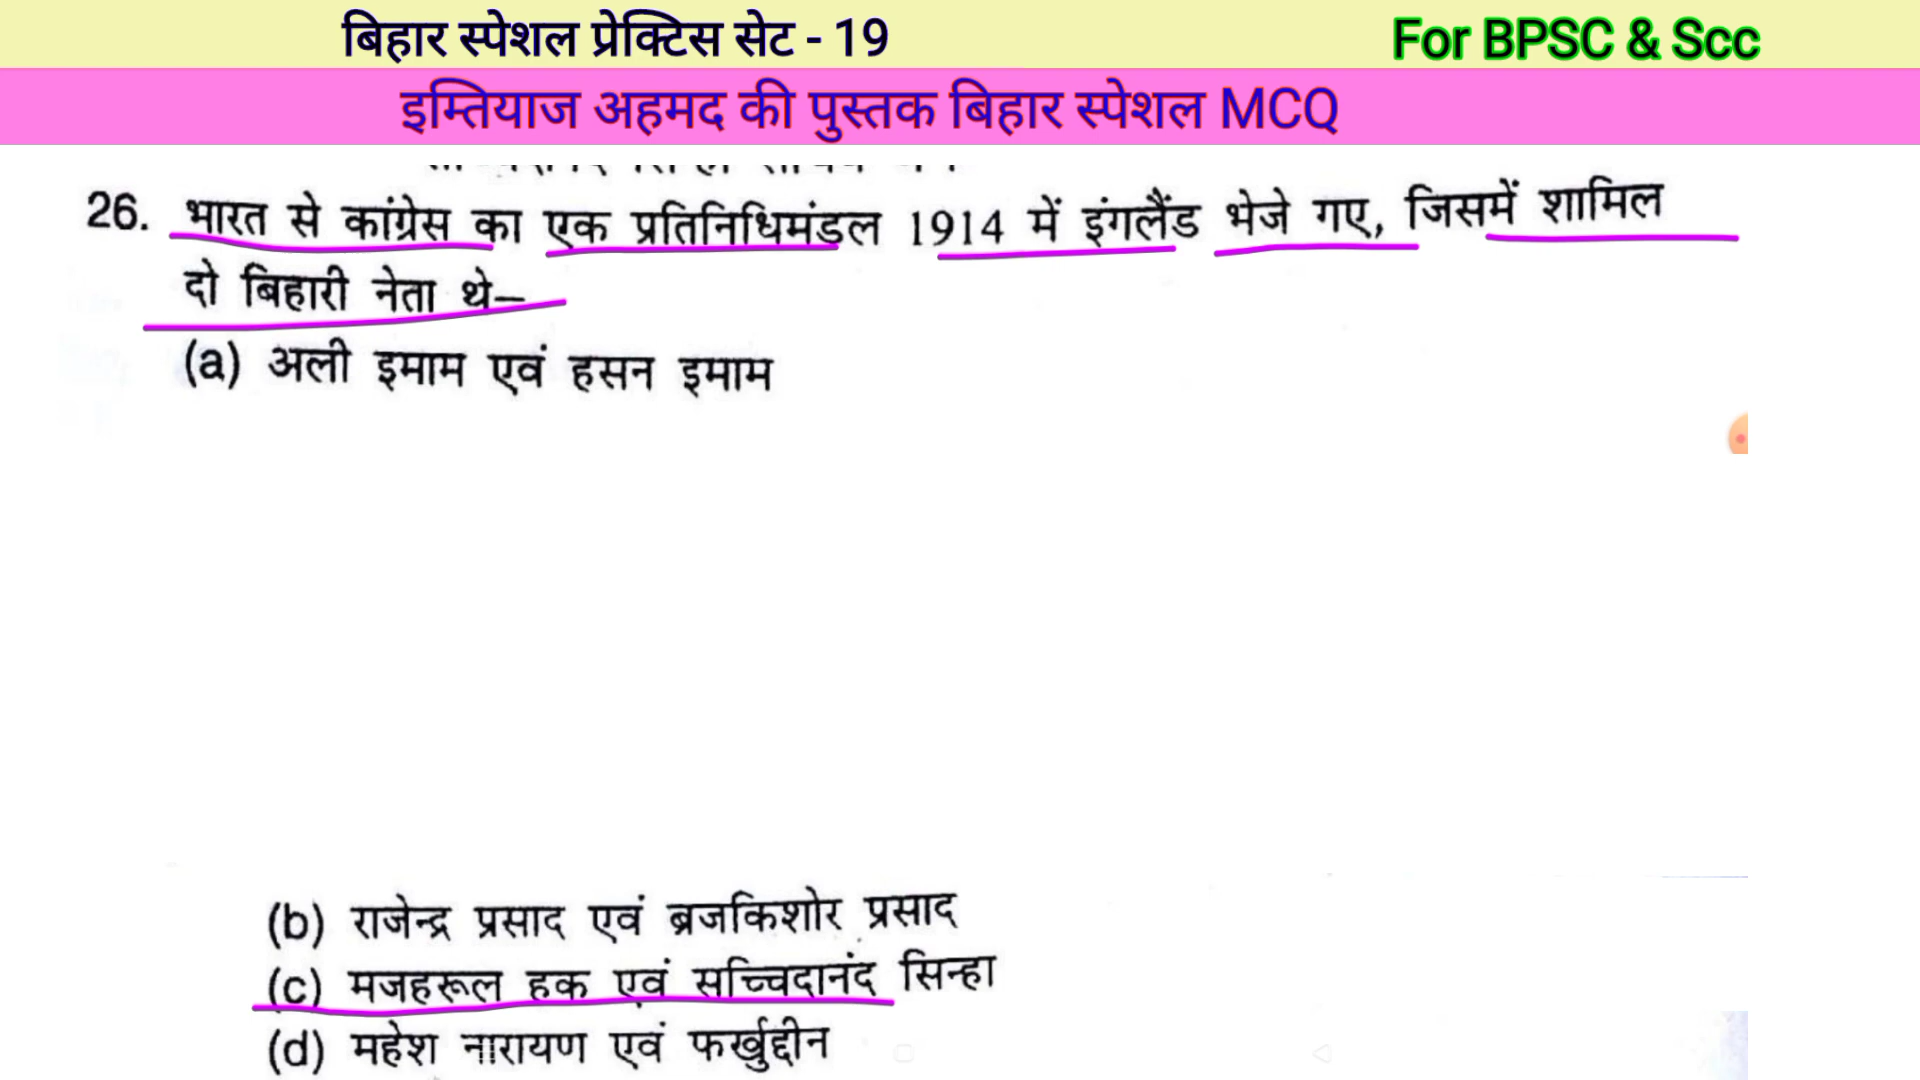 बिहार स्पेशल प्रेक्टिस सेट - 19
For BPSC & Scc
इम्तियाज अहमद की पुस्तक बिहार स्पेशल MCQ
26. भारत से कांग्रेस का एक प्रतिनिधिमंडल 1914 में इंगलैंड भेजे गए, जिसमें शामिल
दो बिहारी नेता थे–
(a) अली इमाम एवं हसन इमाम
(b) राजेन्द्र प्रसाद एवं ब्रजकिशोर प्रसाद
(c) मजहरूल हक एवं सच्चिदानंद सिन्हा
(d) महेश नारायण एवं फर्खुद्दीन